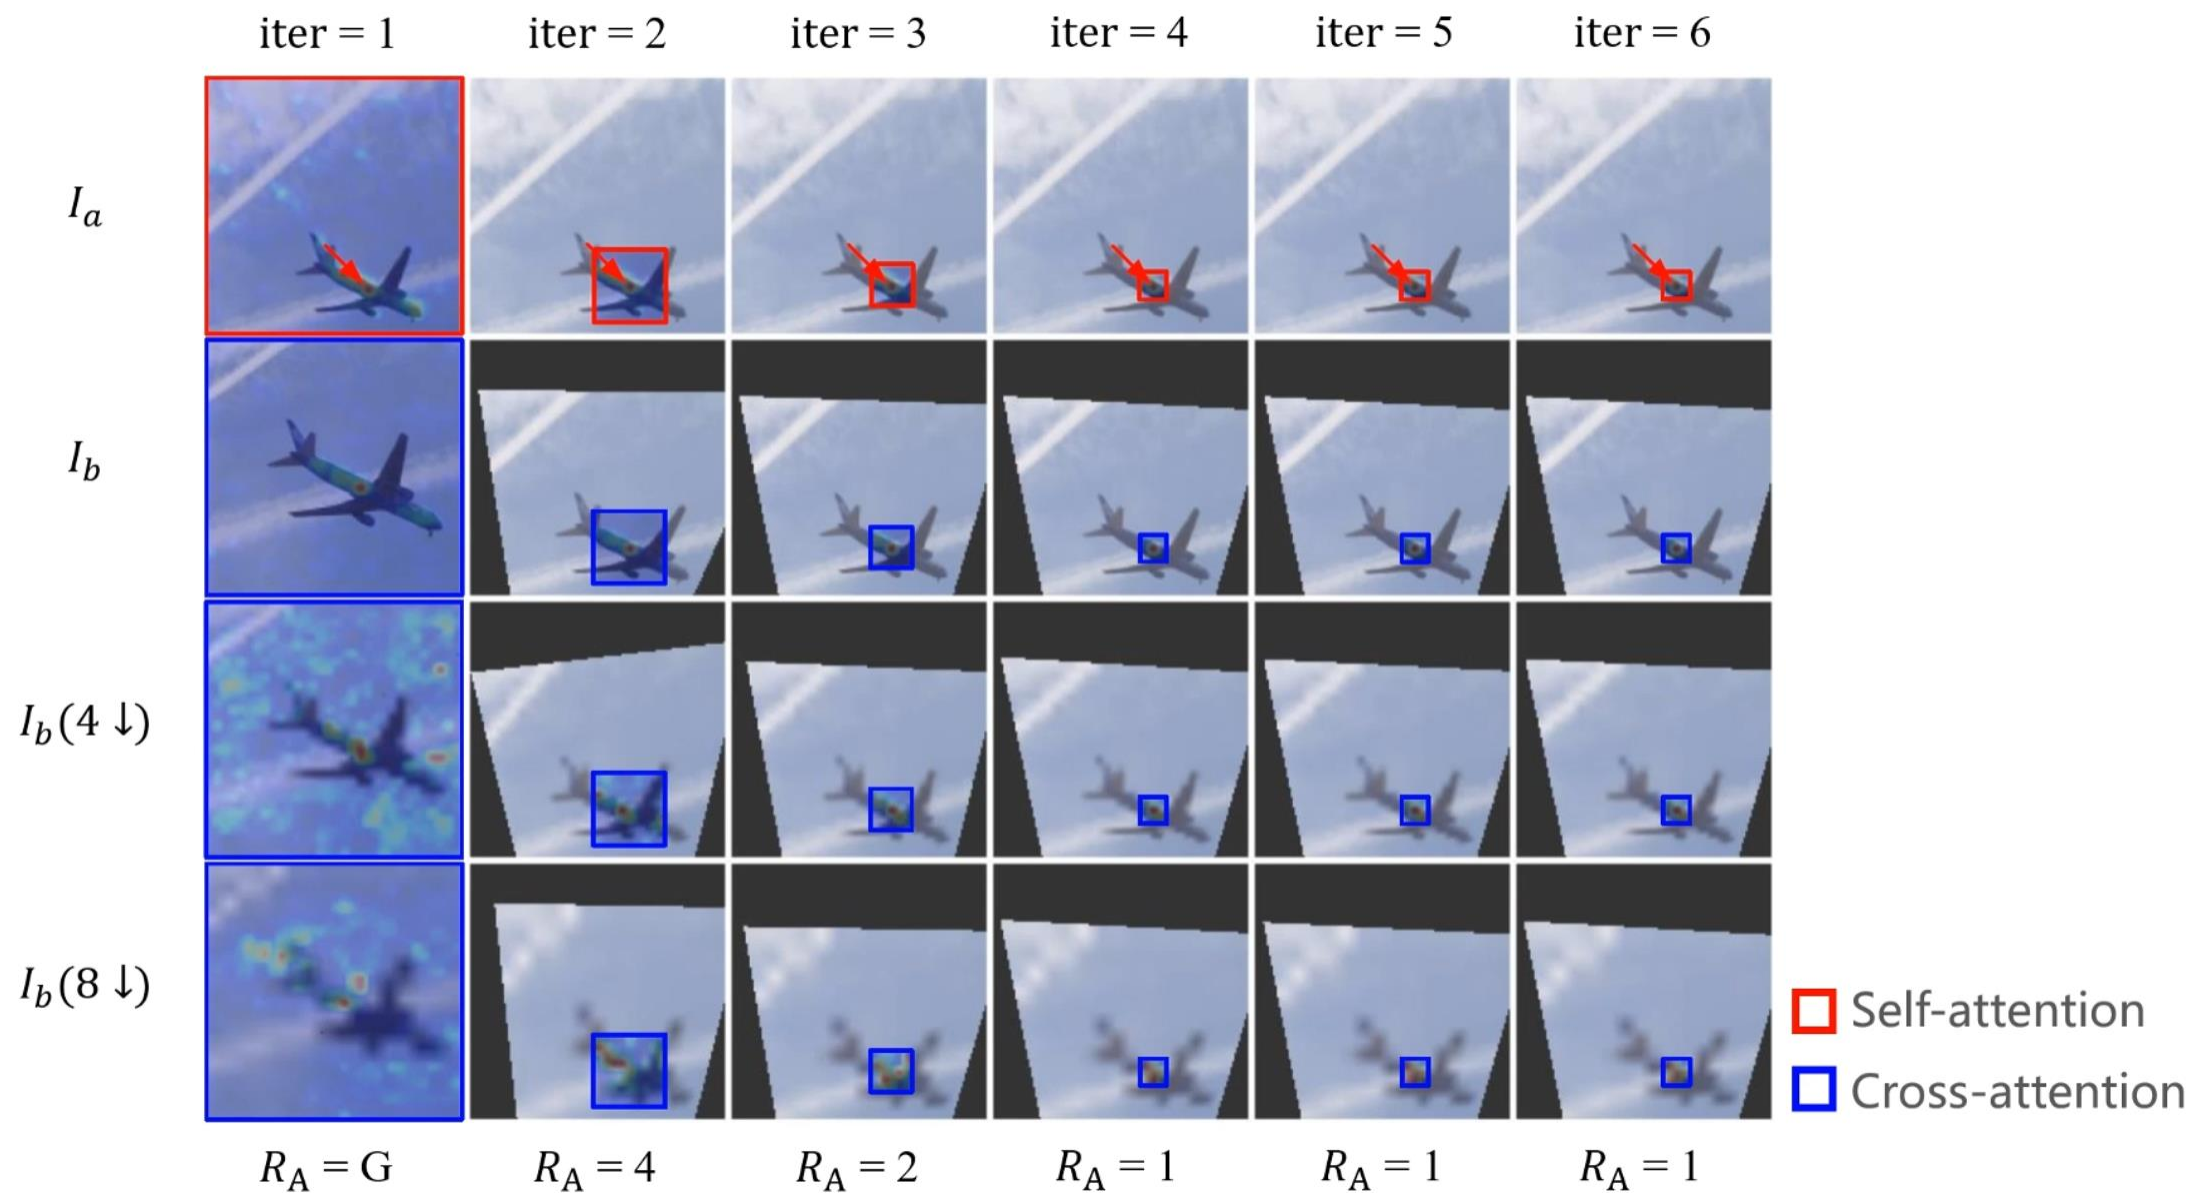 iter = 1 iter = 2 iter = 3 iter = 4 iter = 5 iter = 6
I_a
I_b
I_b(4 ↓)
I_b(8 ↓)
Self-attention
Cross-attention
R_A = G R_A = 4 R_A = 2 R_A = 1 R_A = 1 R_A = 1